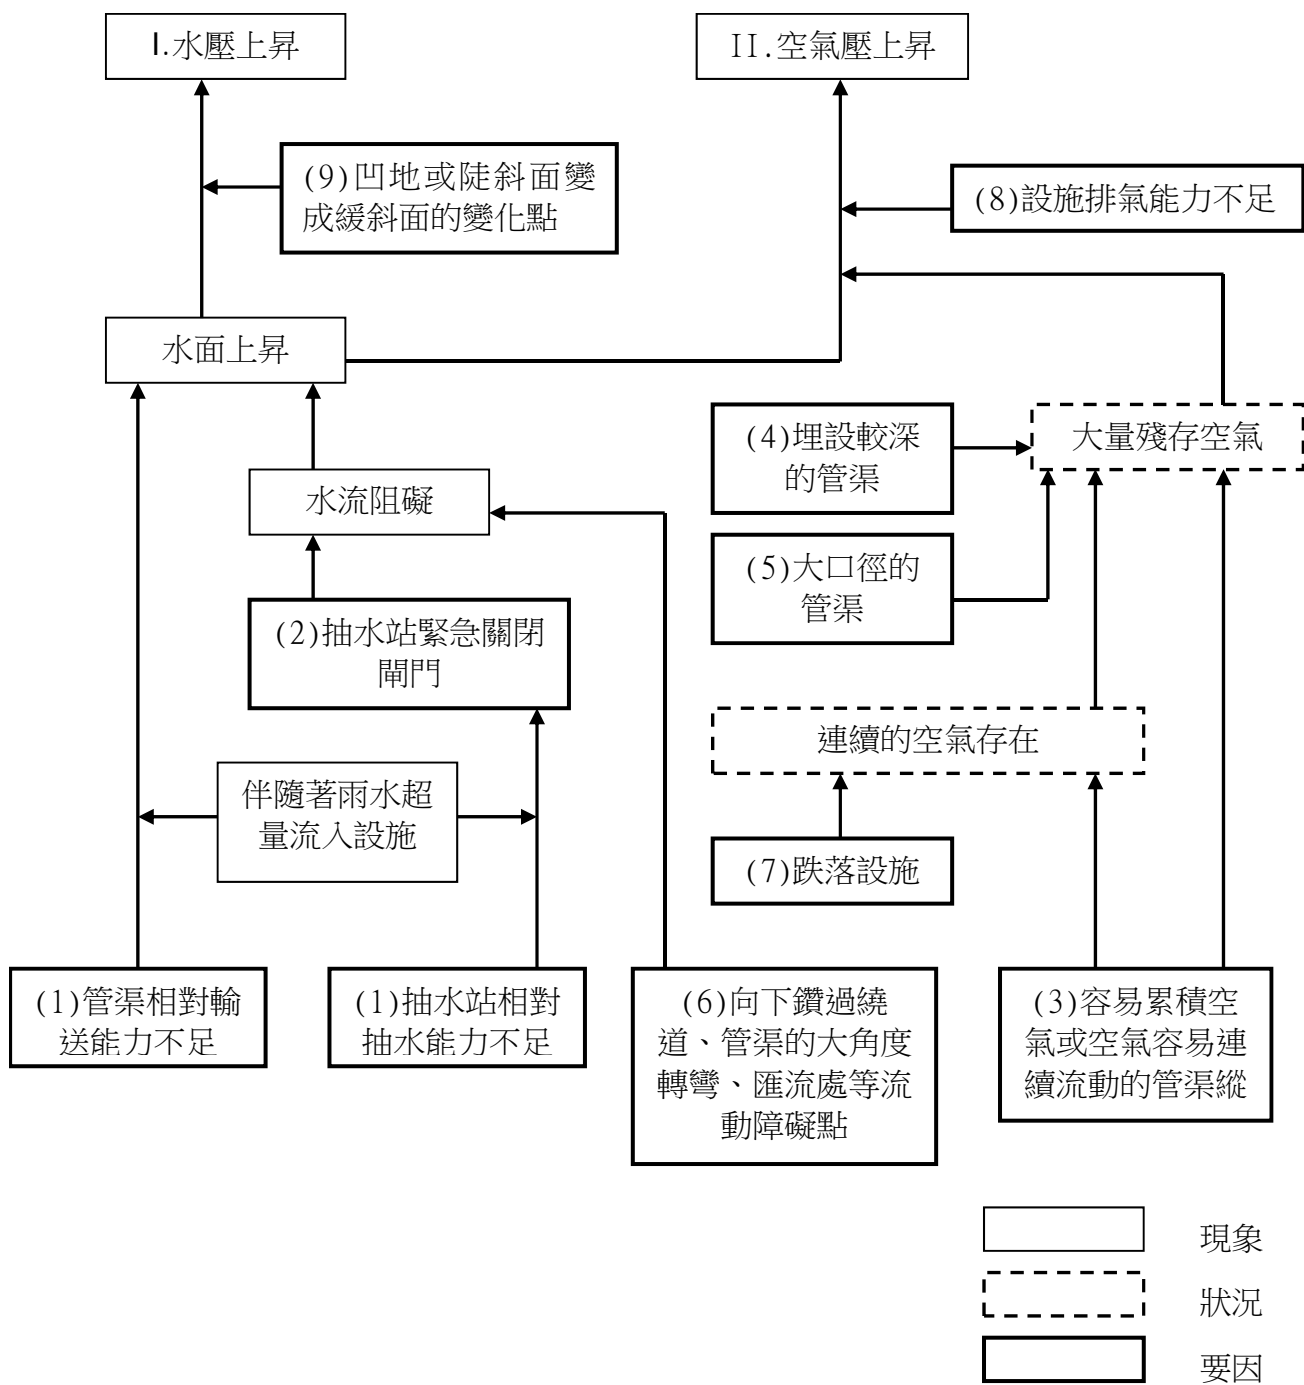 I.水壓上昇
II.空氣壓上昇
(9)凹地或陡斜面變
成緩斜面的變化點
(8)設施排氣能力不足
水面上昇
(4)埋設較深
的管渠
大量殘存空氣
水流阻礙
(5)大口徑的
管渠
(2)抽水站緊急關閉
閘門
連續的空氣存在
伴隨著雨水超
量流入設施
(7)跌落設施
(1)管渠相對輸
送能力不足
(1)抽水站相對
抽水能力不足
(6)向下鑽過繞
道、管渠的大角度
轉彎、匯流處等流
動障礙點
(3)容易累積空
氣或空氣容易連
續流動的管渠縱
現象
狀況
要因